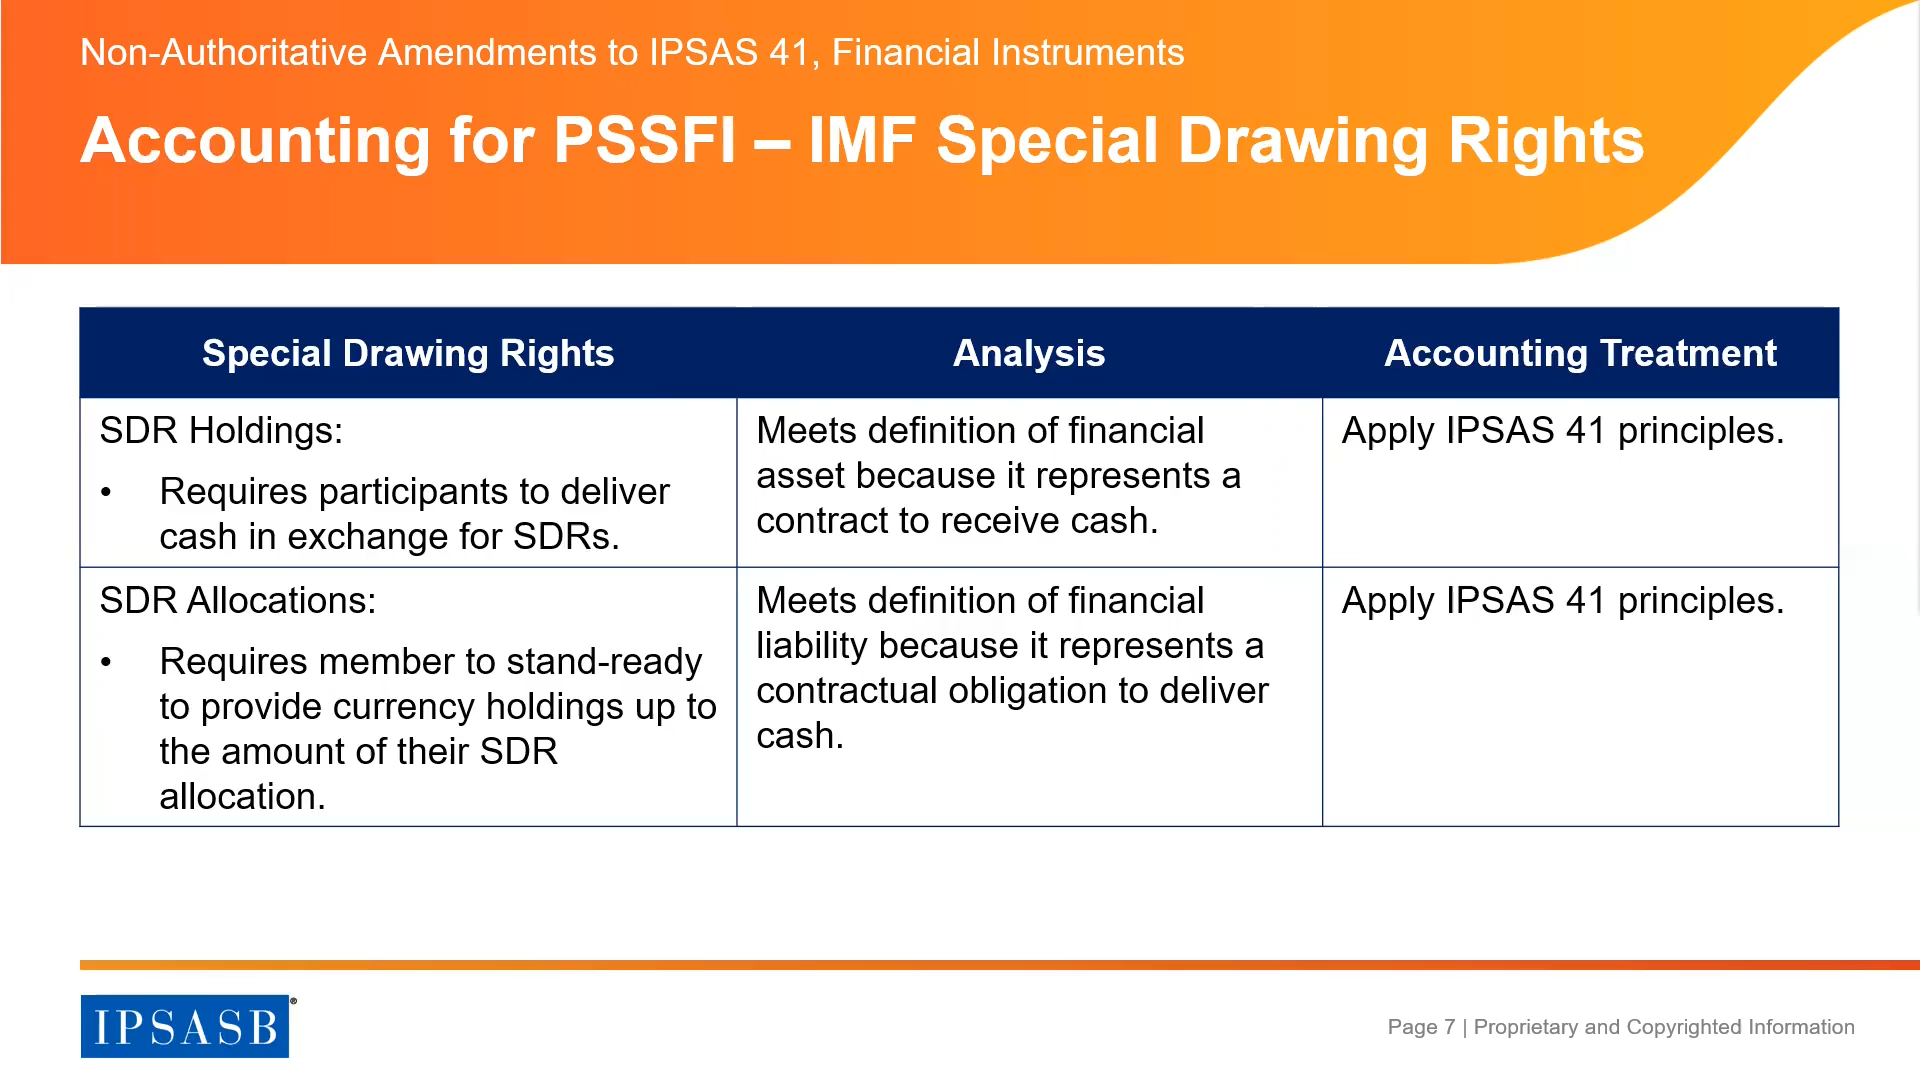 Non-Authoritative Amendments to IPSAS 41, Financial Instruments
Accounting for PSSFI – IMF Special Drawing Rights
Special Drawing Rights
Analysis
Accounting Treatment
SDR Holdings:
• Requires participants to deliver
cash in exchange for SDRs.
Meets definition of financial
asset because it represents a
contract to receive cash.
Apply IPSAS 41 principles.
SDR Allocations:
• Requires member to stand-ready
to provide currency holdings up to
the amount of their SDR
allocation.
Meets definition of financial
liability because it represents a
contractual obligation to deliver
cash.
Apply IPSAS 41 principles.
IPSASB®
Page 7 | Proprietary and Copyrighted Information